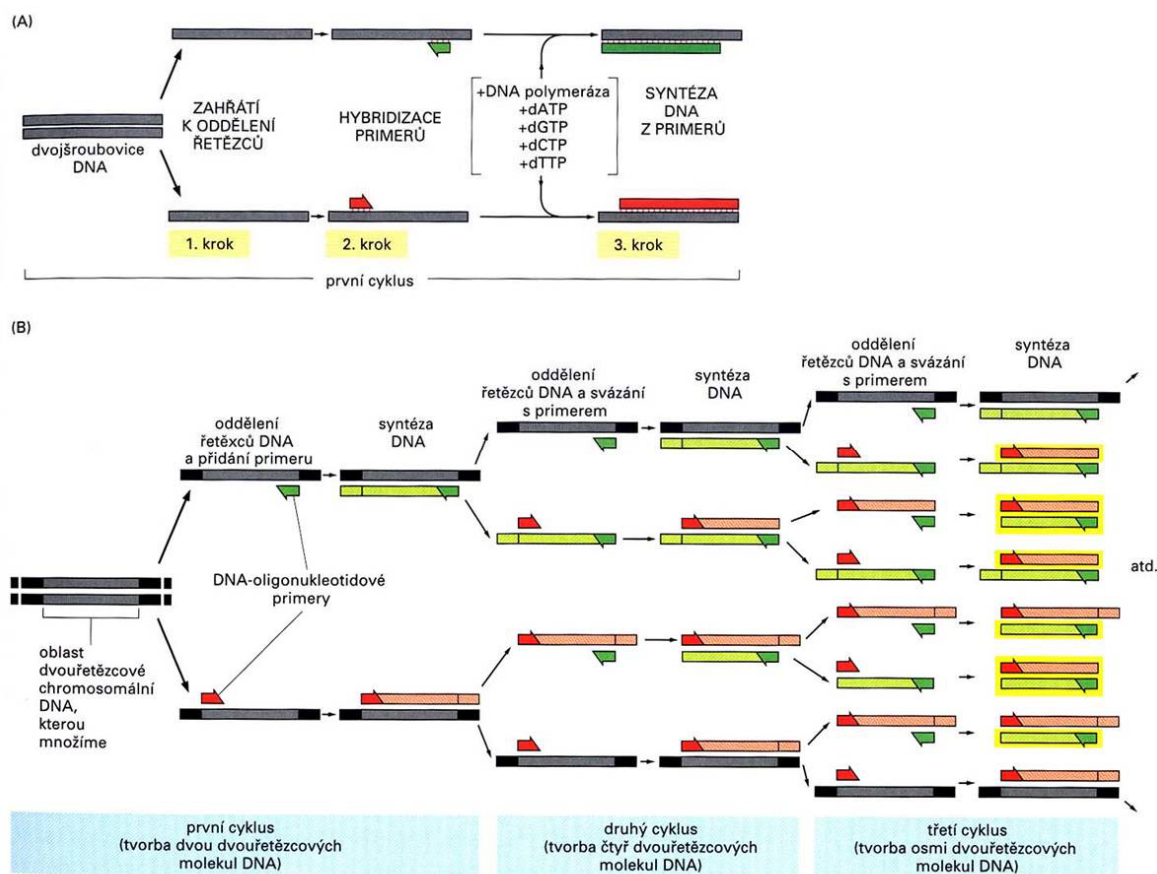 (A)
ZAHŘÁTÍ
K ODDĚLENÍ
ŘETĚZCŮ
HYBRIDIZACE
PRIMERŮ
+DNA polymeráza
+dATP
+dGTP
+dCTP
+dTTP
SYNTÉZA
DNA
Z PRIMERŮ
dvojšroubovice
DNA
1. krok
2. krok
3. krok
první cyklus
(B)
oddělení
řetěxců DNA
a přidání primeru
syntéza
DNA
oddělení
řetězců DNA a svázání
s primerem
syntéza
DNA
oddělení
řetězců DNA a svázání
s primerem
syntéza
DNA
DNA-oligonukleotidové
primery
atd.
oblast
dvouřetězcové
chromosomální
DNA,
kterou
množíme
první cyklus
(tvorba dvou dvouřetězcových
molekul DNA)
druhý cyklus
(tvorba čtyř dvouřetězcových
molekul DNA)
třetí cyklus
(tvorba osmi dvouřetězcových
molekul DNA)